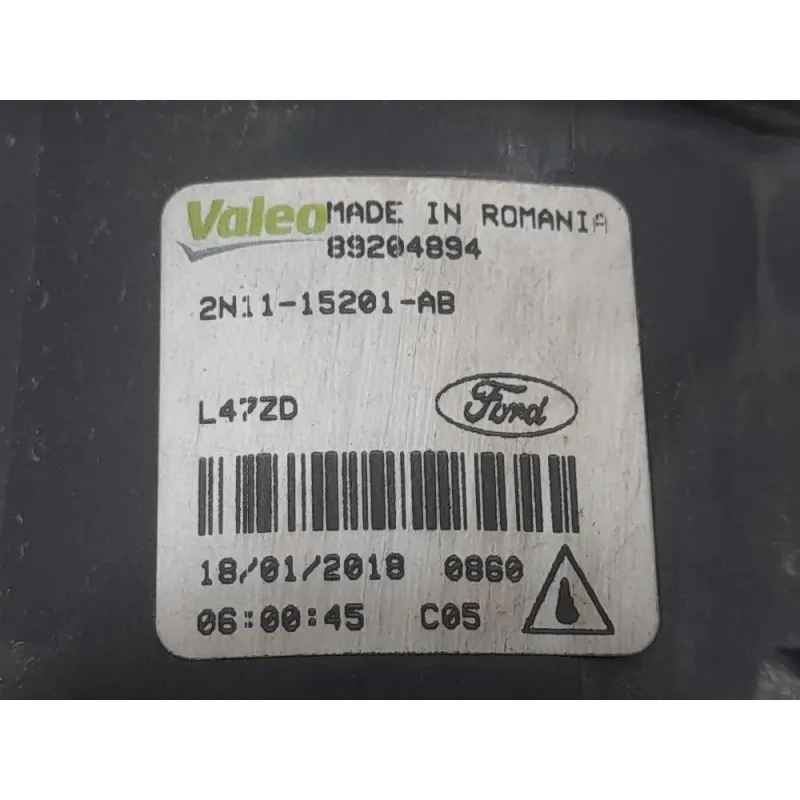 Valeo MADE IN ROMANIA
89204894
2N11-15201-AB
L47ZD
Ford
18/01/2018 0860
06:00:45 C05